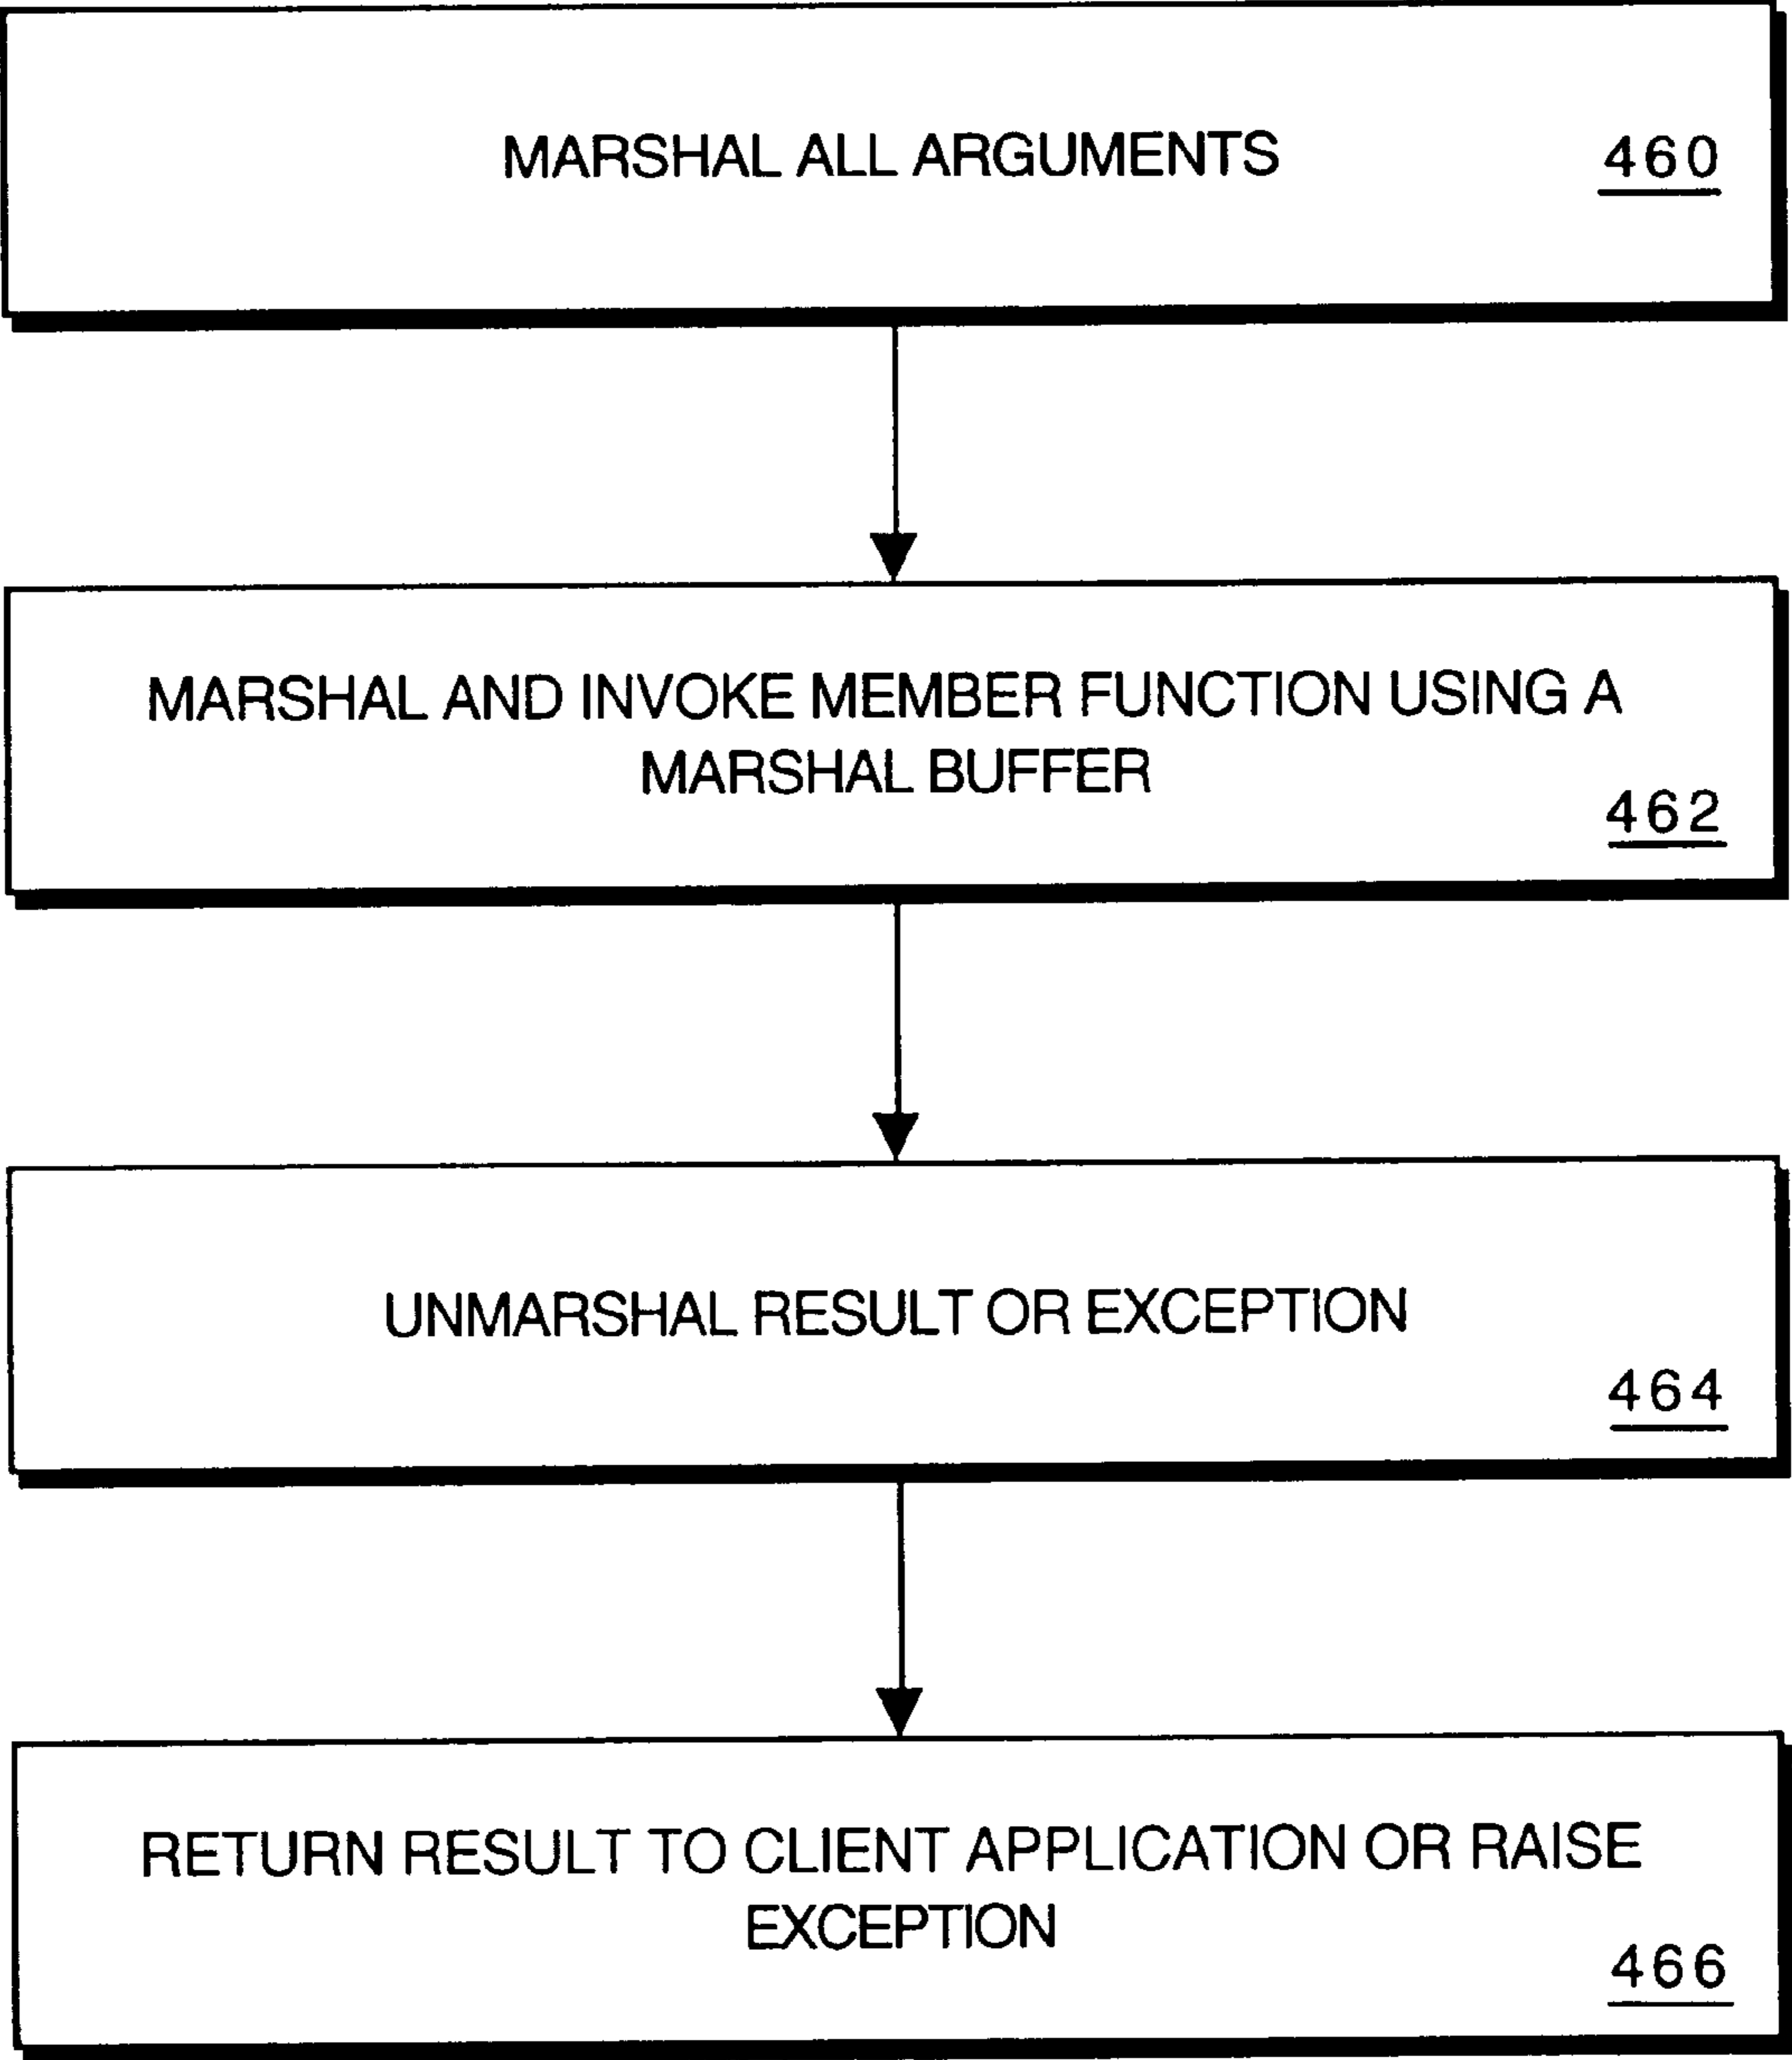 MARSHAL ALL ARGUMENTS
460
MARSHAL AND INVOKE MEMBER FUNCTION USING A
MARSHAL BUFFER
462
UNMARSHAL RESULT OR EXCEPTION
464
RETURN RESULT TO CLIENT APPLICATION OR RAISE
EXCEPTION
466